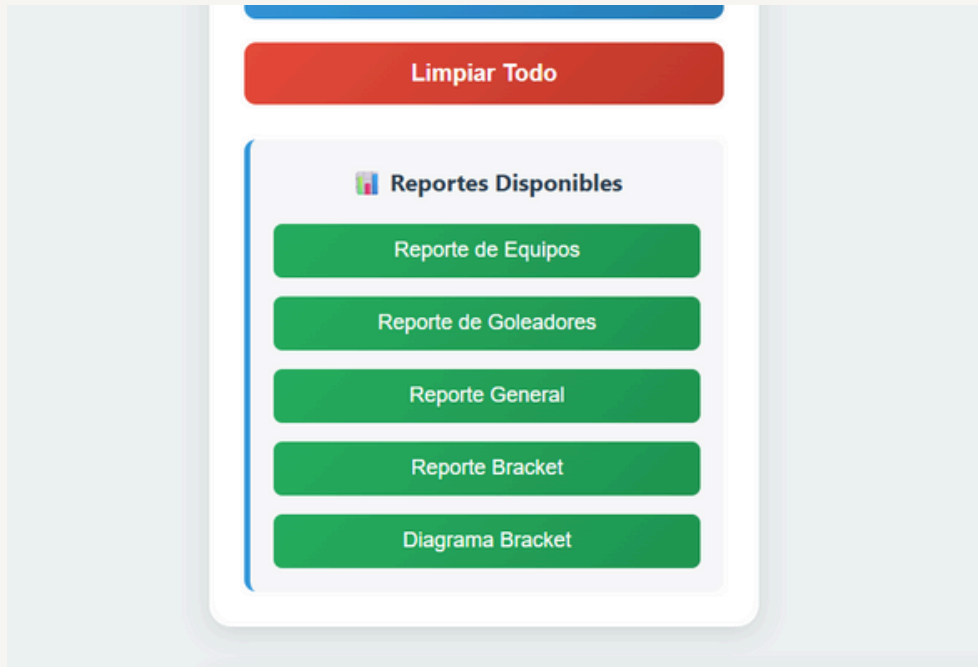 Limpiar Todo
Reportes Disponibles
Reporte de Equipos
Reporte de Goleadores
Reporte General
Reporte Bracket
Diagrama Bracket